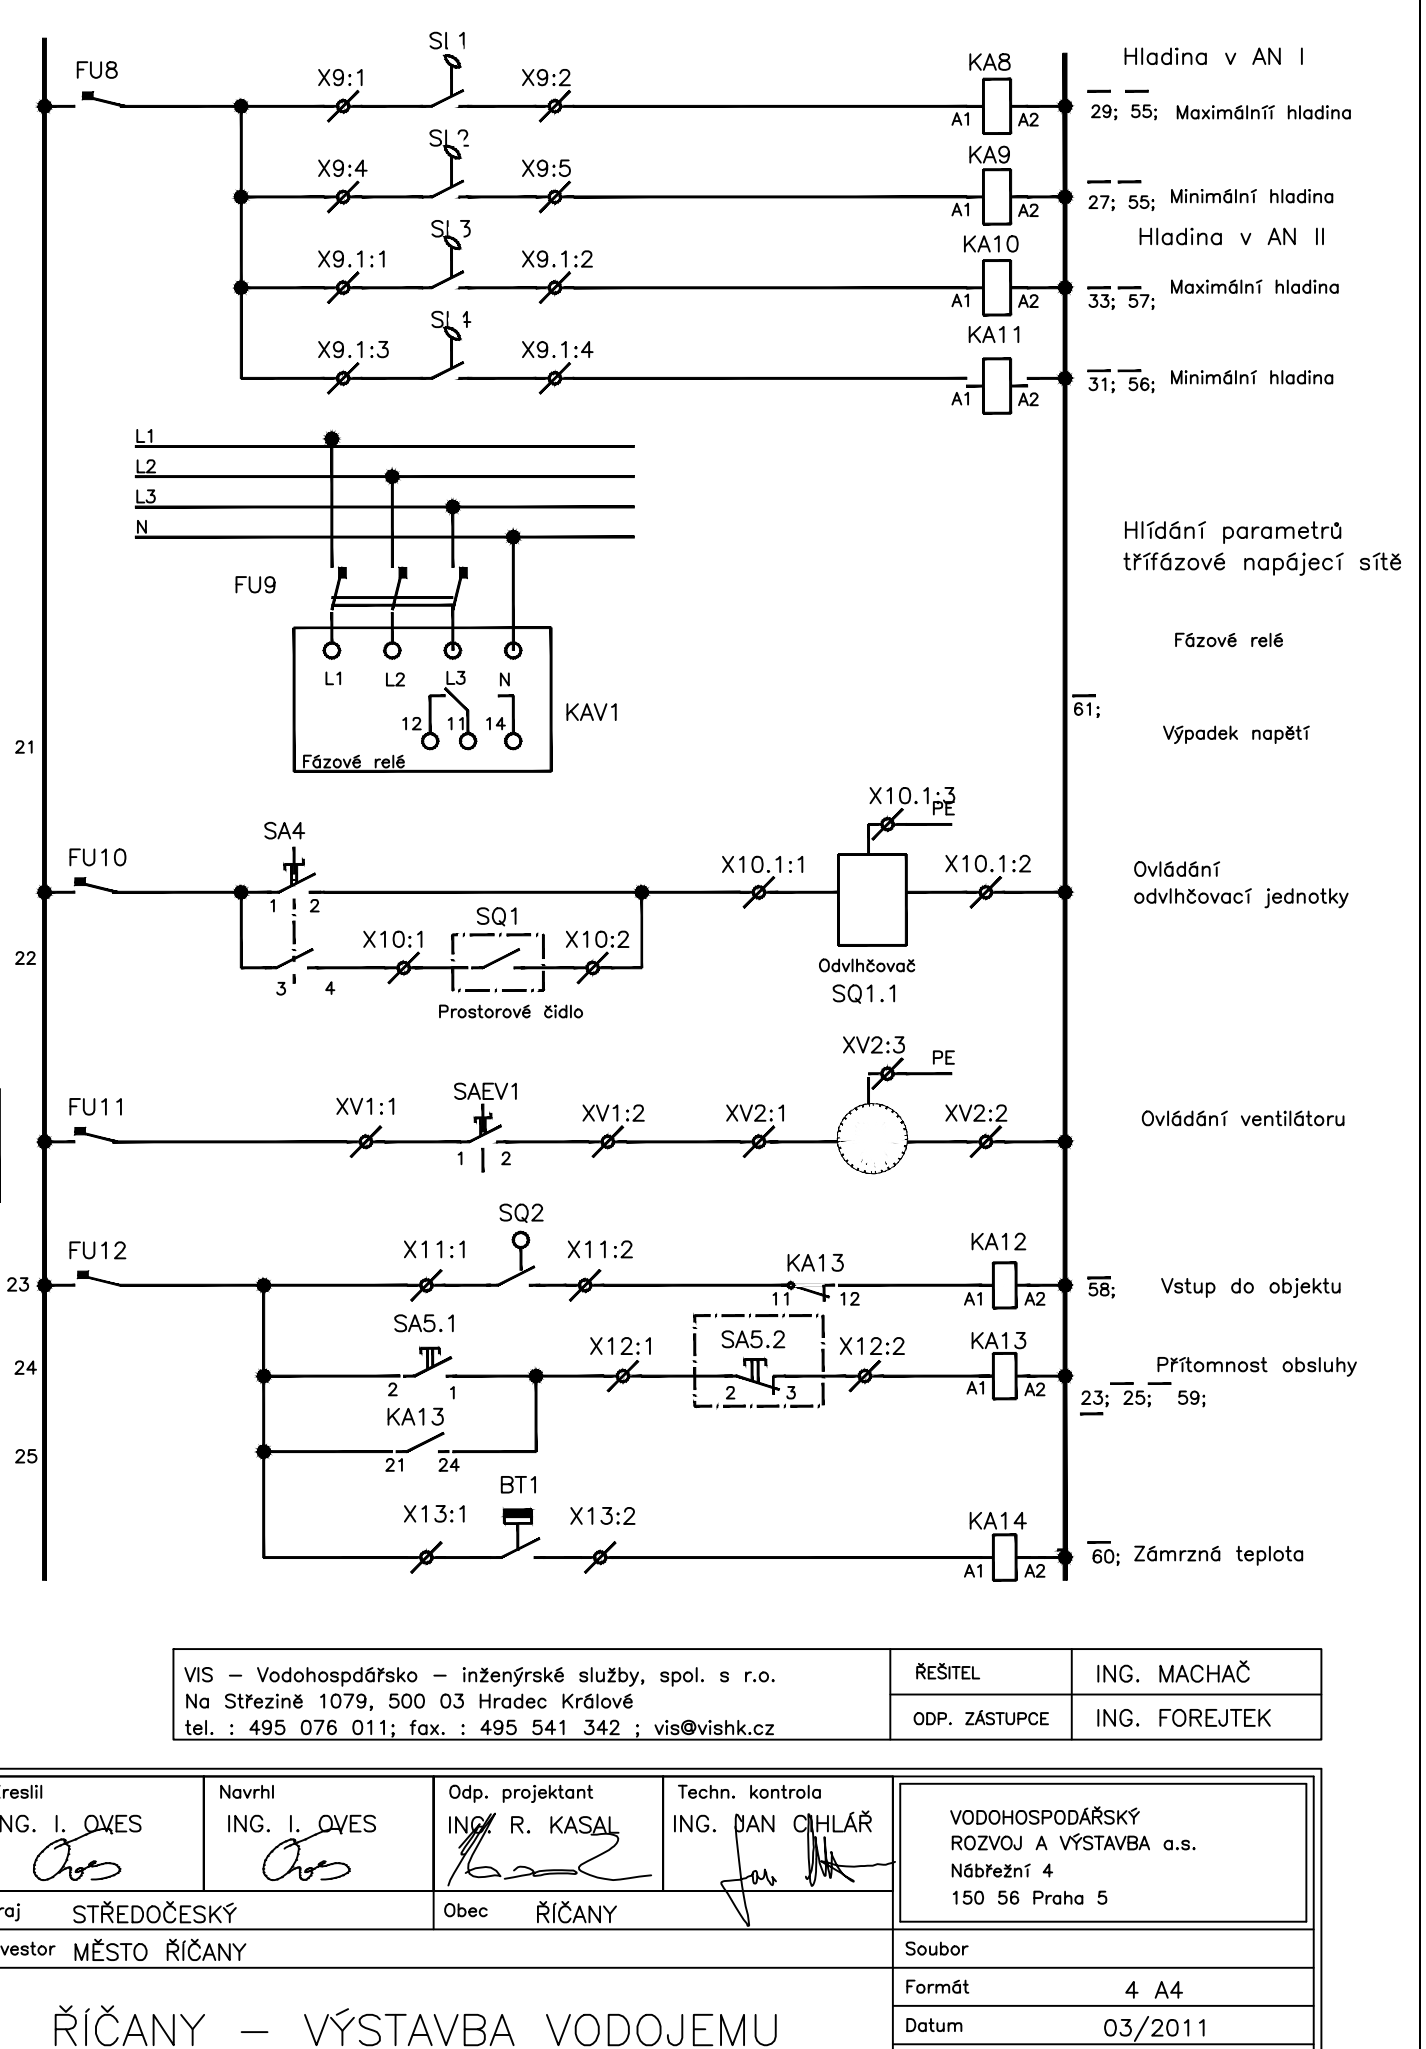 FU8
X9:1
SL1
X9:2
KA8
A1
A2
Hladina v AN I
29; 55; Maximálníí hladina
X9:4
SL2
X9:5
KA9
A1
A2
27; 55; Minimální hladina
Hladina v AN II
X9.1:1
SL3
X9.1:2
KA10
A1
A2
33; 57; Maximální hladina
X9.1:3
SL4
X9.1:4
KA11
A1
A2
31; 56; Minimální hladina
L1
L2
L3
N
FU9
L1
L2
L3
N
12
11
14
KAV1
Fázové relé
Hlídání parametrů
třífázové napájecí sítě
Fázové relé
61;
Výpadek napětí
21
FU10
SA4
1
2
X10.1:1
X10.1:3
PE
X10.1:2
Ovládání
odvlhčovací jednotky
22
3
4
X10:1
SQ1
X10:2
Prostorové čidlo
Odvlhčovač
SQ1.1
FU11
XV1:1
SAEV1
1
2
XV1:2
XV2:1
XV2:3
PE
XV2:2
Ovládání ventilátoru
23
FU12
X11:1
SQ2
X11:2
KA13
11
12
KA12
A1
A2
58;
Vstup do objektu
24
SA5.1
2
1
X12:1
SA5.2
2
3
X12:2
KA13
A1
A2
Přítomnost obsluhy
23; 25; 59;
25
KA13
21
24
X13:1
BT1
X13:2
KA14
A1
A2
60; Zámrzná teplota
VIS – Vodohospdářsko – inženýrské služby, spol. s r.o.
Na Střezině 1079, 500 03 Hradec Králové
tel. : 495 076 011; fax. : 495 541 342 ; vis@vishk.cz
ŘEŠITEL
ING. MACHAČ
ODP. ZÁSTUPCE
ING. FOREJTEK
reslil
NG. I. OVES
Navrhl
ING. I. OVES
Odp. projektant
ING. R. KASAL
Techn. kontrola
ING. JAN CIHLÁŘ
VODOHOSPODÁŘSKÝ
ROZVOJ A VÝSTAVBA a.s.
Nábřežní 4
150 56 Praha 5
raj STŘEDOČESKÝ
Obec ŘÍČANY
vestor MĚSTO ŘÍČANY
Soubor
Formát 4 A4
Datum 03/2011
ŘÍČANY – VÝSTAVBA VODOJEMU